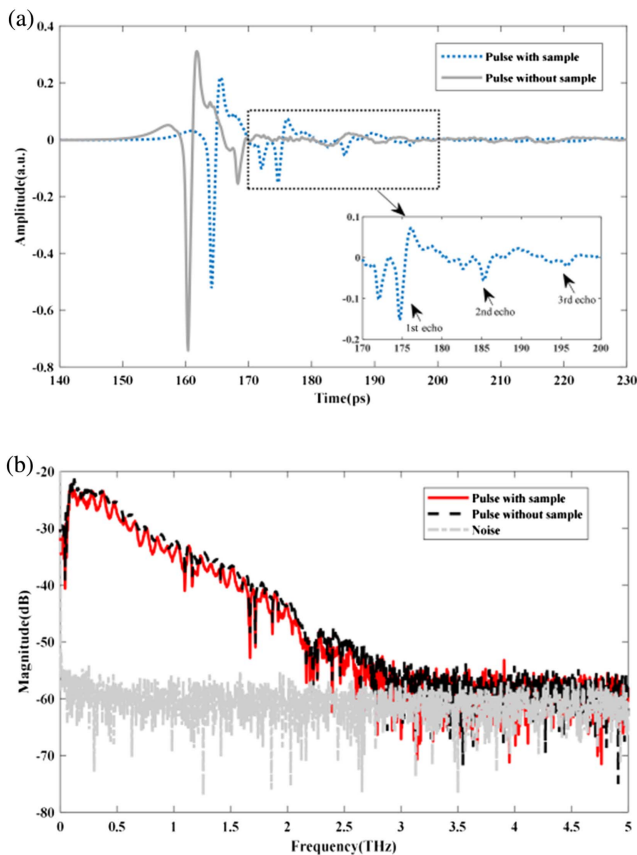 (a)
0.4
0.2
0
-0.2
-0.4
-0.6
-0.8
Amplitude(a.u.)
Pulse with sample
Pulse without sample
0.1
0
-0.1
-0.2
1st echo
2nd echo
3rd echo
170 175 180 185 190 195 200
140 150 160 170 180 190 200 210 220 230
Time(ps)
(b)
-20
-30
-40
-50
-60
-70
-80
Magnitude(dB)
Pulse with sample
Pulse without sample
Noise
0 0.5 1 1.5 2 2.5 3 3.5 4 4.5 5
Frequency(THz)